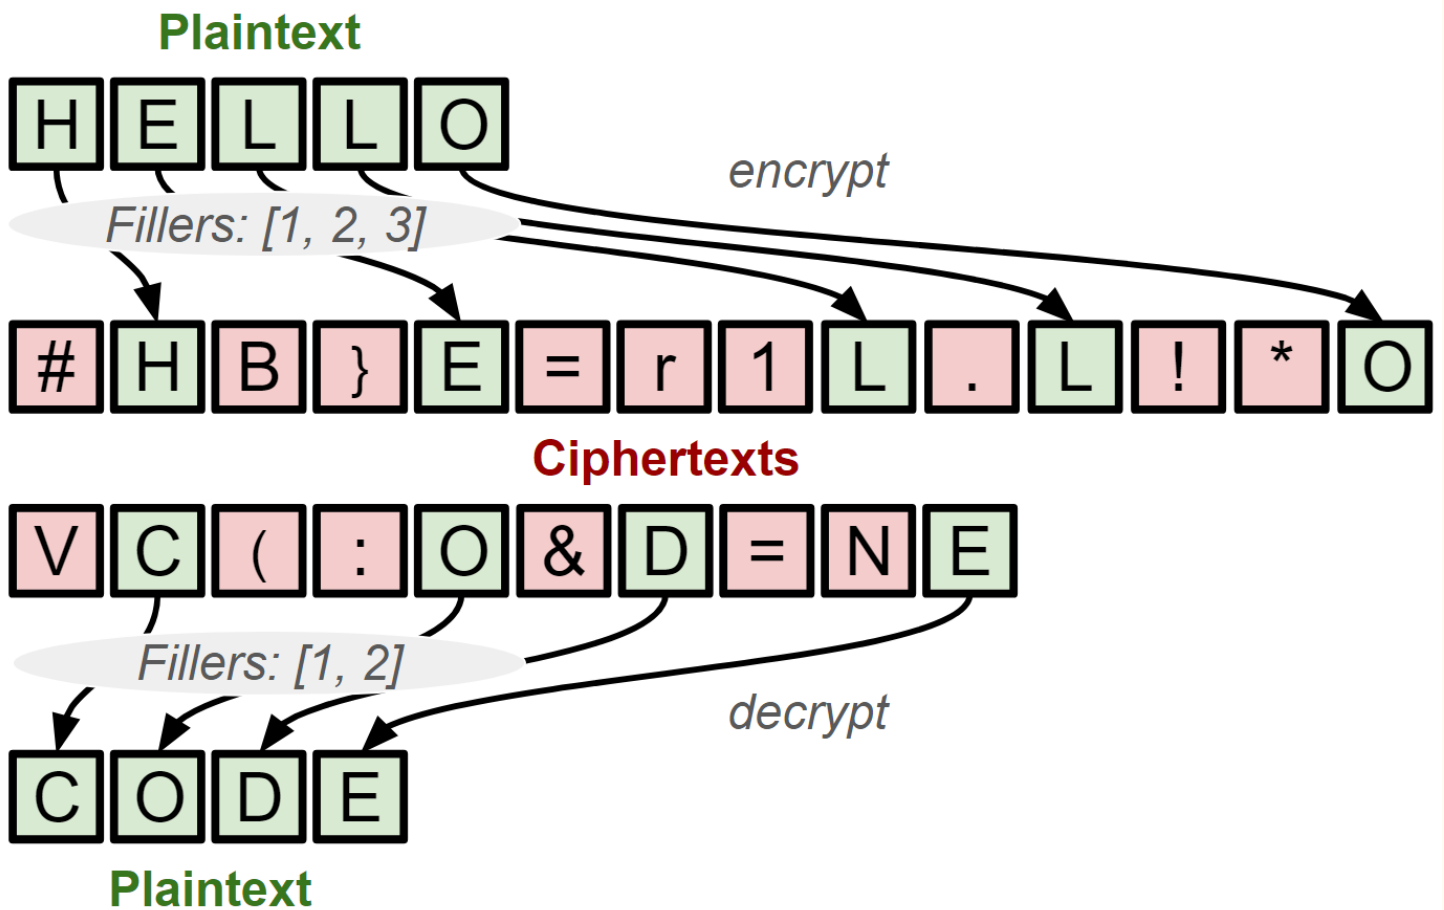 Plaintext
H E L L O
encrypt
Fillers: [1, 2, 3]
# H B } E = r 1 L . L ! * O
Ciphertexts
V C ( : O & D = N E
Fillers: [1, 2]
decrypt
C O D E
Plaintext